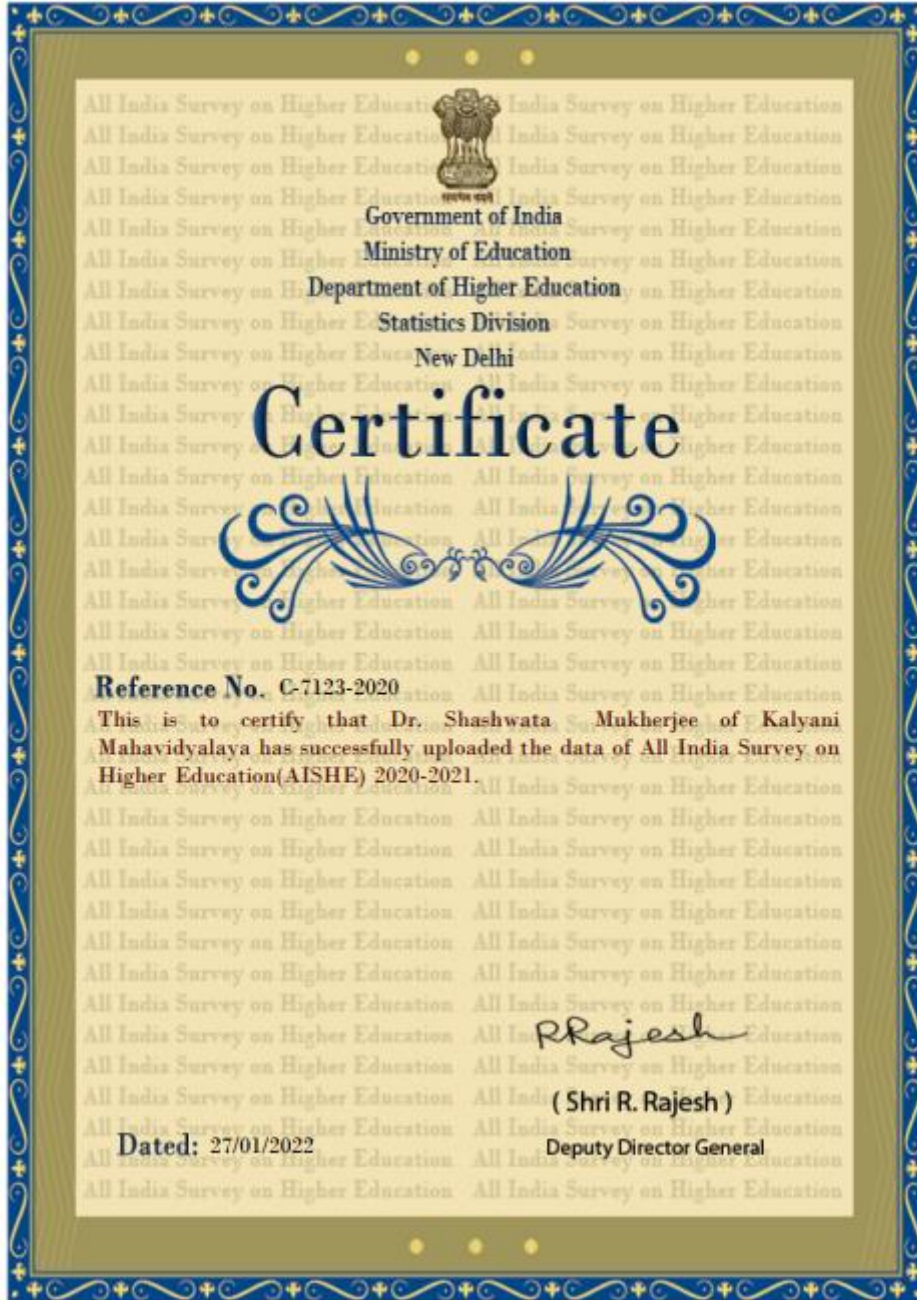 Government of India
Ministry of Education
Department of Higher Education
Statistics Division
New Delhi
Certificate
Reference No. C-7123-2020
This is to certify that Dr. Shashwata Mukherjee of Kalyani
Mahavidyalaya has successfully uploaded the data of All India Survey on
Higher Education(AISHE) 2020-2021.
RRajesh
( Shri R. Rajesh )
Dated: 27/01/2022
Deputy Director General